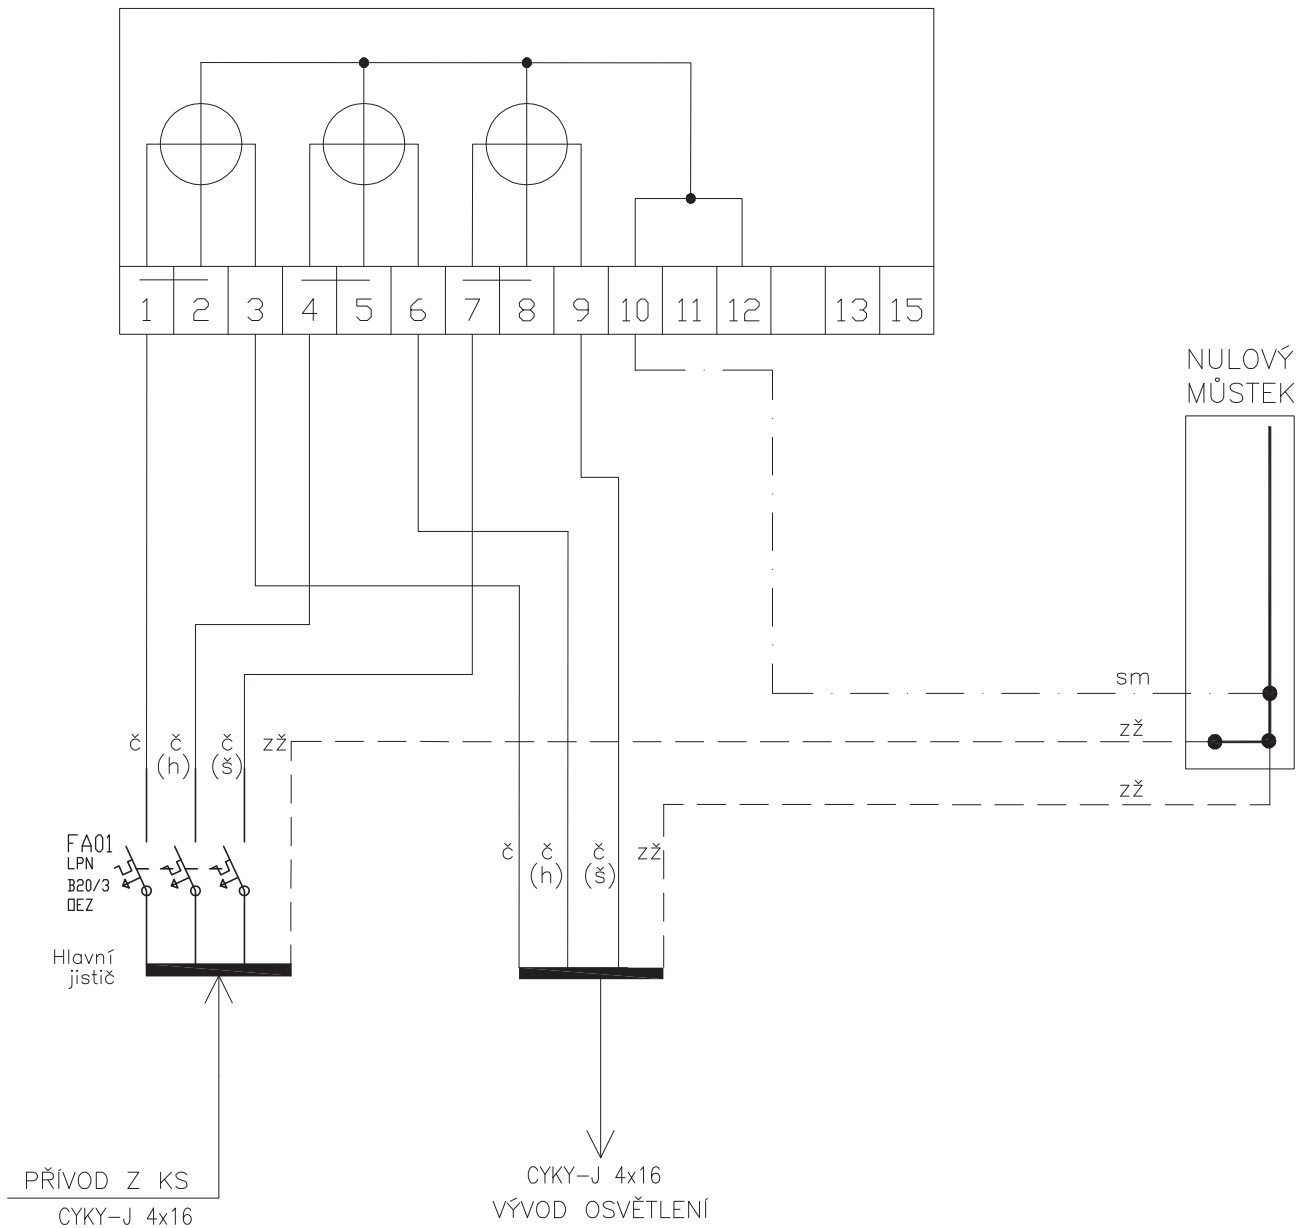 1 2 3 4 5 6 7 8 9 10 11 12 13 15
NULOVÝ
MŮSTEK
sm
zž
zž
č č č zž
(h) (š)
FA01
LPN
B20/3
OEZ
Hlavní
jistič
č č č zž
(h) (š)
PŘÍVOD Z KS
CYKY-J 4x16
CYKY-J 4x16
VÝVOD OSVĚTLENÍ